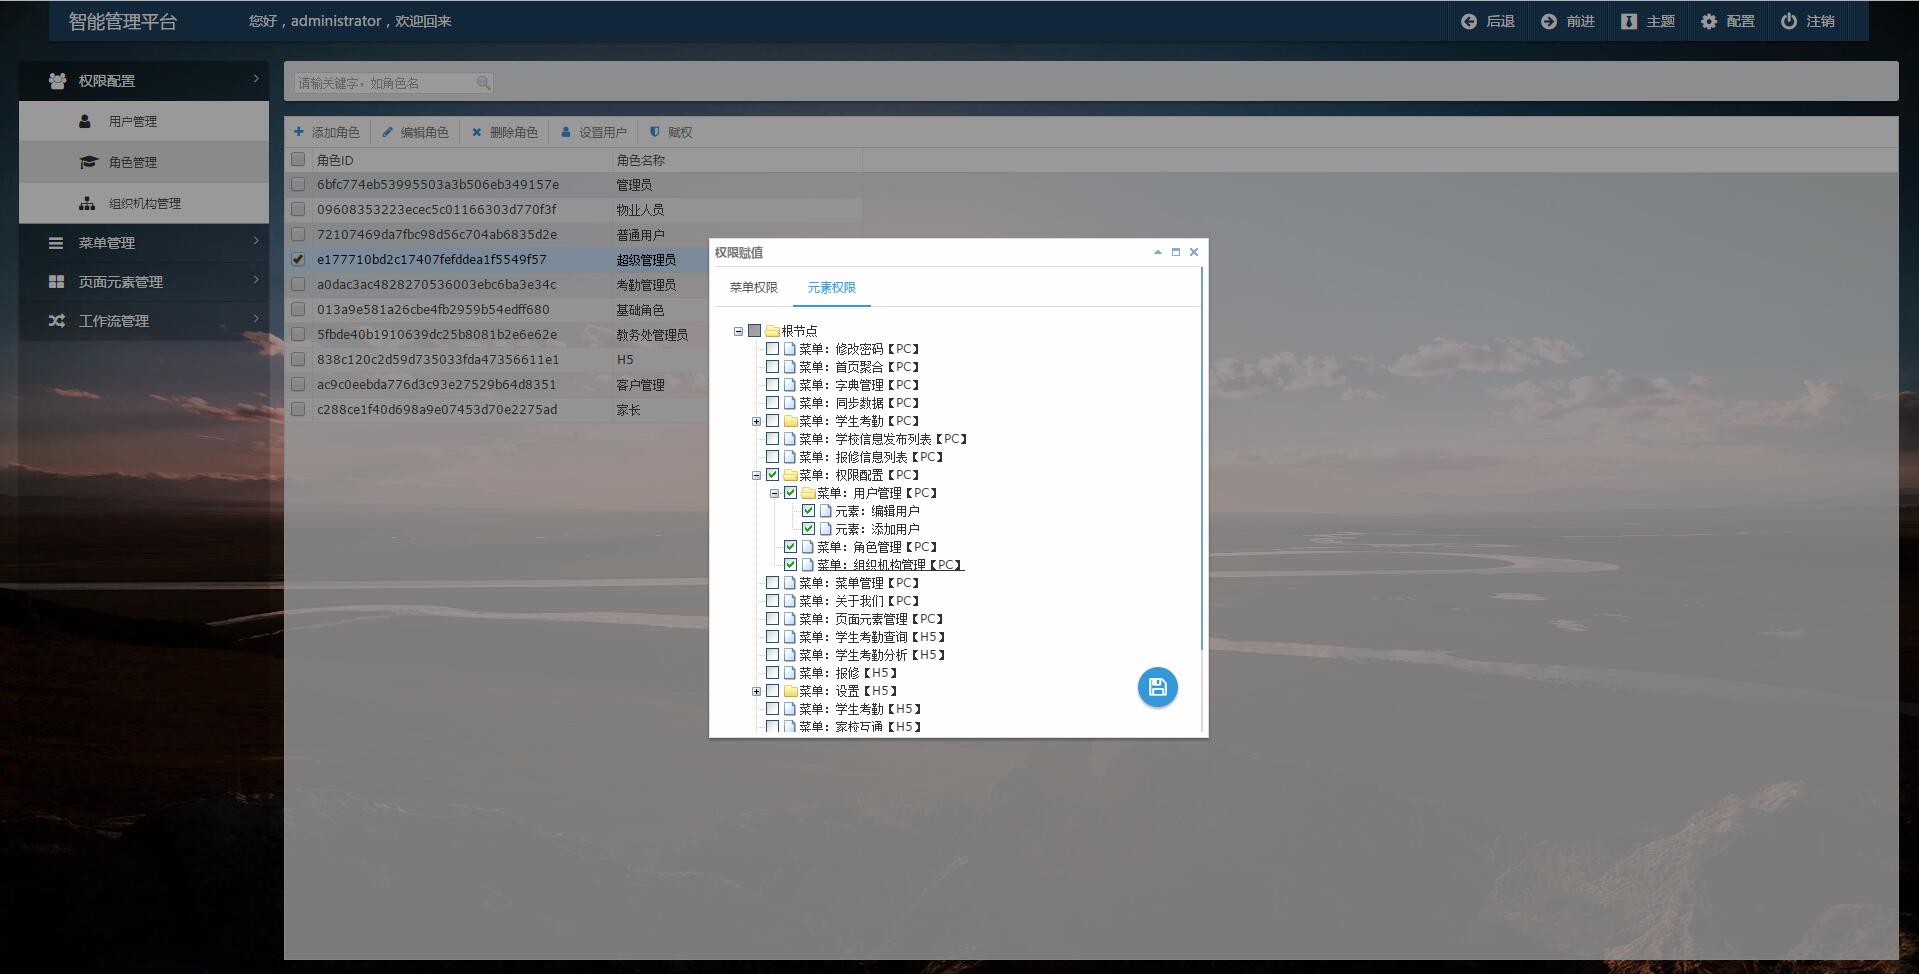 智能管理平台
您好，administrator，欢迎回来
后退
前进
主题
配置
注销
权限配置
用户管理
角色管理
组织机构管理
菜单管理
页面元素管理
工作流管理
请输关键字，如角色名
添加角色
编辑角色
删除角色
设置用户
赋权
角色ID 角色名称
6bfc774eb53995503a3b506eb349157e 管理员
09608353223ecec5c01166303d770f3f 物业人员
72107469da7fbc98d56c704ab6835d2e 普通用户
e177710bd2c17407fefddea1f5549f57 超级管理员
a0dac3ac4828270536003ebc6ba3e34c 考勤管理员
013a9e581a26cbe4fb2959b54edff680 基础角色
5fbde40b1910639dc25b8081b2e6e62e 教务处管理员
838c120c2d59d735033fda47356611e1 H5
ac9c0eebda776d3c93e27529b64d8351 客户管理
c288ce1f40d698a9e07453d70e2275ad 家长
权限赋值
菜单权限
元素权限
根节点
菜单：修改密码【PC】
菜单：首页聚合【PC】
菜单：字典管理【PC】
菜单：同步数据【PC】
菜单：学生考勤【PC】
菜单：学校信息发布列表【PC】
菜单：报修信息列表【PC】
菜单：权限配置【PC】
菜单：用户管理【PC】
元素：编辑用户
元素：添加用户
菜单：角色管理【PC】
菜单：组织机构管理【PC】
菜单：菜单管理【PC】
菜单：关于我们【PC】
菜单：页面元素管理【PC】
菜单：学生考勤查询【H5】
菜单：学生考勤分析【H5】
菜单：报修【H5】
菜单：设置【H5】
菜单：学生考勤【H5】
菜单：家校互通【H5】